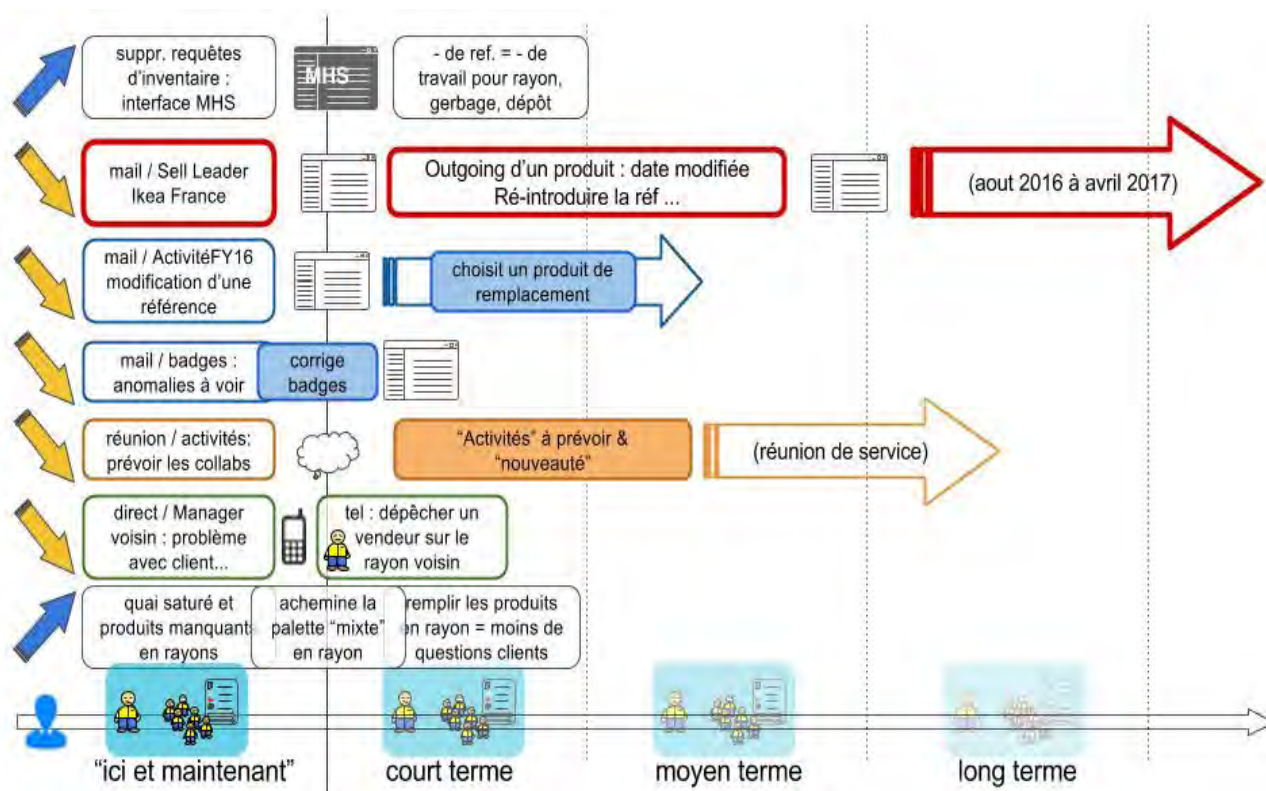 suppr. requêtes
d'inventaire :
interface MHS
MHS
- de ref. = - de
travail pour rayon,
gerbage, dépôt
mail / Sell Leader
Ikea France
Outgoing d'un produit : date modifiée
Ré-introduire la réf ...
(aout 2016 à avril 2017)
mail / ActivitéFY16
modification d'une
référence
choisit un produit de
remplacement
mail / badges :
anomalies à voir
corrige
badges
réunion / activités:
prévoir les collabs
"Activités" à prévoir &
"nouveauté"
(réunion de service)
direct / Manager
voisin : problème
avec client...
tel : dépêcher un
vendeur sur le
rayon voisin
quai saturé et
produits manquant
en rayons
achemine la
palette "mixte"
en rayon
remplir les produits
en rayon = moins de
questions clients
"ici et maintenant"
court terme
moyen terme
long terme